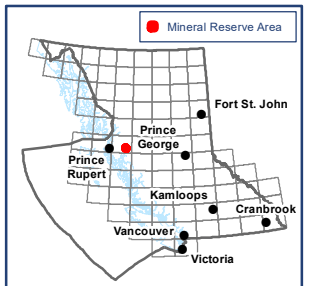 Mineral Reserve Area
Fort St. John
Prince
George
Prince
Rupert
Kamloops
Cranbrook
Vancouver
Victoria